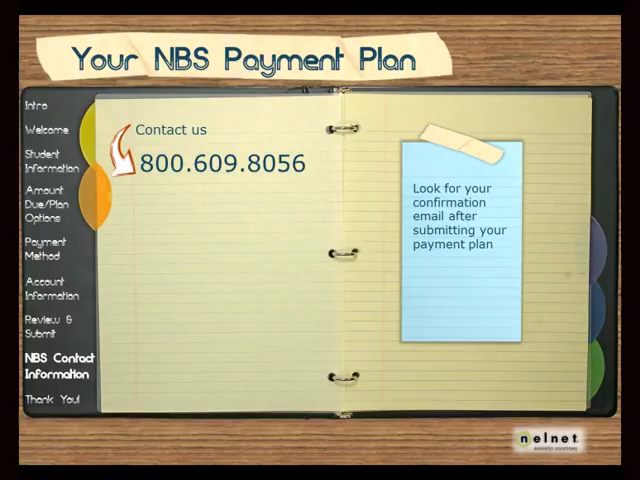 Your NBS Payment Plan
Intro
Welcome
Student
Information
Amount
Due/Plan
Options
Payment
Method
Account
Information
Review &
Submit
NBS Contact
Information
Thank You!
Contact us
800.609.8056
Look for your
confirmation
email after
submitting your
payment plan
nelnet
BUSINESS SOLUTIONS